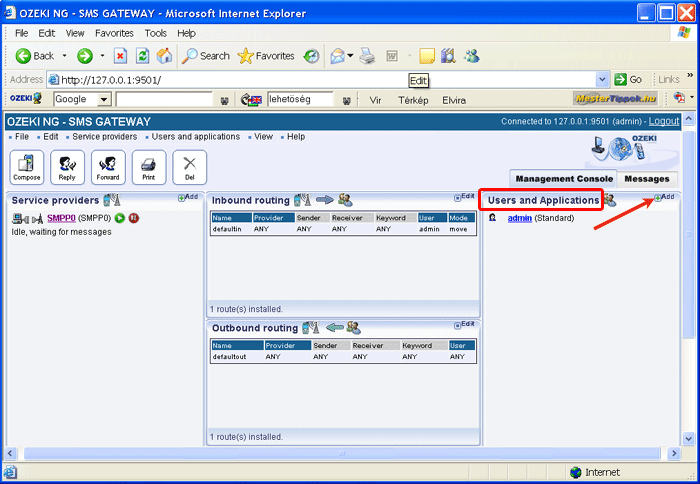 OZEKI NG - SMS GATEWAY - Microsoft Internet Explorer
File Edit View Favorites Tools Help
Back Search Favorites
Address http://127.0.0.1:9501/ Go Links »
Edit
OZEKI Google lehetöség Vir Térkép Elvira MesterTippek.hu
OZEKI NG - SMS GATEWAY Connected to 127.0.0.1:9501 (admin) - Logout
File Edit Service providers Users and applications View Help
OZEKI
Compose Reply Forward Print Del
Management Console Messages
Service providers Add Inbound routing Edit Users and Applications Add
SMPP0 (SMPP0)
Idle, waiting for messages
Name Provider Sender Receiver Keyword User Mode
defaultin ANY ANY ANY ANY admin move
admin (Standard)
1 route(s) installed.
Outbound routing Edit
Name Provider Sender Receiver Keyword User
defaultout ANY ANY ANY ANY ANY
1 route(s) installed.
Internet